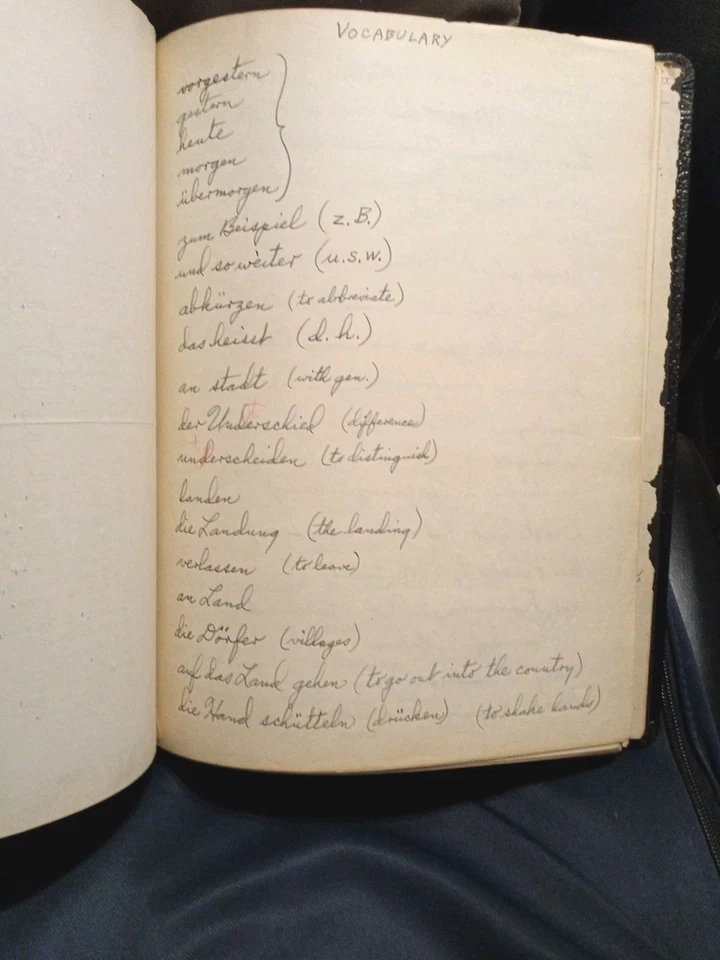 VOCABULARY
vorgestern
gestern
heute
morgen
übermorgen
zum Beispiel (z.B.)
und so weiter (u.s.w.)
abkürzen (to abbreviate)
das heisst (d.h.)
an stadt (with gen.)
t
der Underschied (difference)
t
underscheiden (to distinguish)
landen
die Landung (the landing)
verlassen (to leave)
an Land
die Dörfer (villages)
auf das Land gehen (to go out into the country)
die Hand schütteln (drücken) (to shake hands)